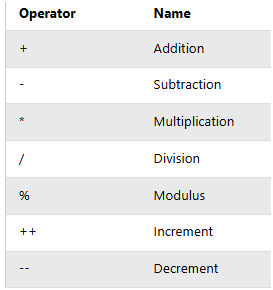 Operator Name
+ Addition
- Subtraction
* Multiplication
/ Division
% Modulus
++ Increment
-- Decrement